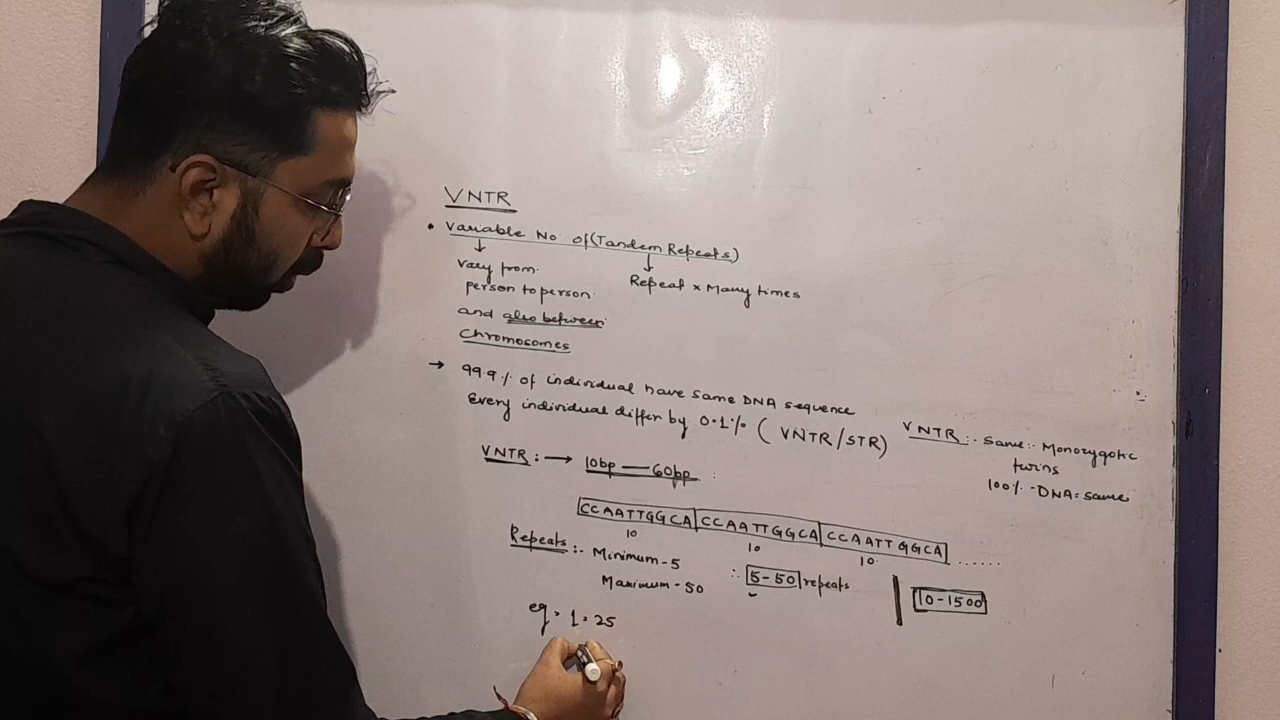 VNTR
• Variable No. of (Tandem Repeats)
↓ ↓
Vary from Repeat × Many times
person to person.
and also between
Chromosomes
→ 99.9% of individual have same DNA sequence
Every individual differ by 0.1% ( VNTR/STR)
VNTR :- Same :- Monozygotic
twins
100% - DNA = same
VNTR : → 10bp — 60bp :
CCAATTGGCA CCAATTGGCA CCAATTGGCA ......
10 10 10
Repeats :- Minimum - 5
Maximum - 50
∴ 5-50 repeats
10-1500
eg = 1 = 25